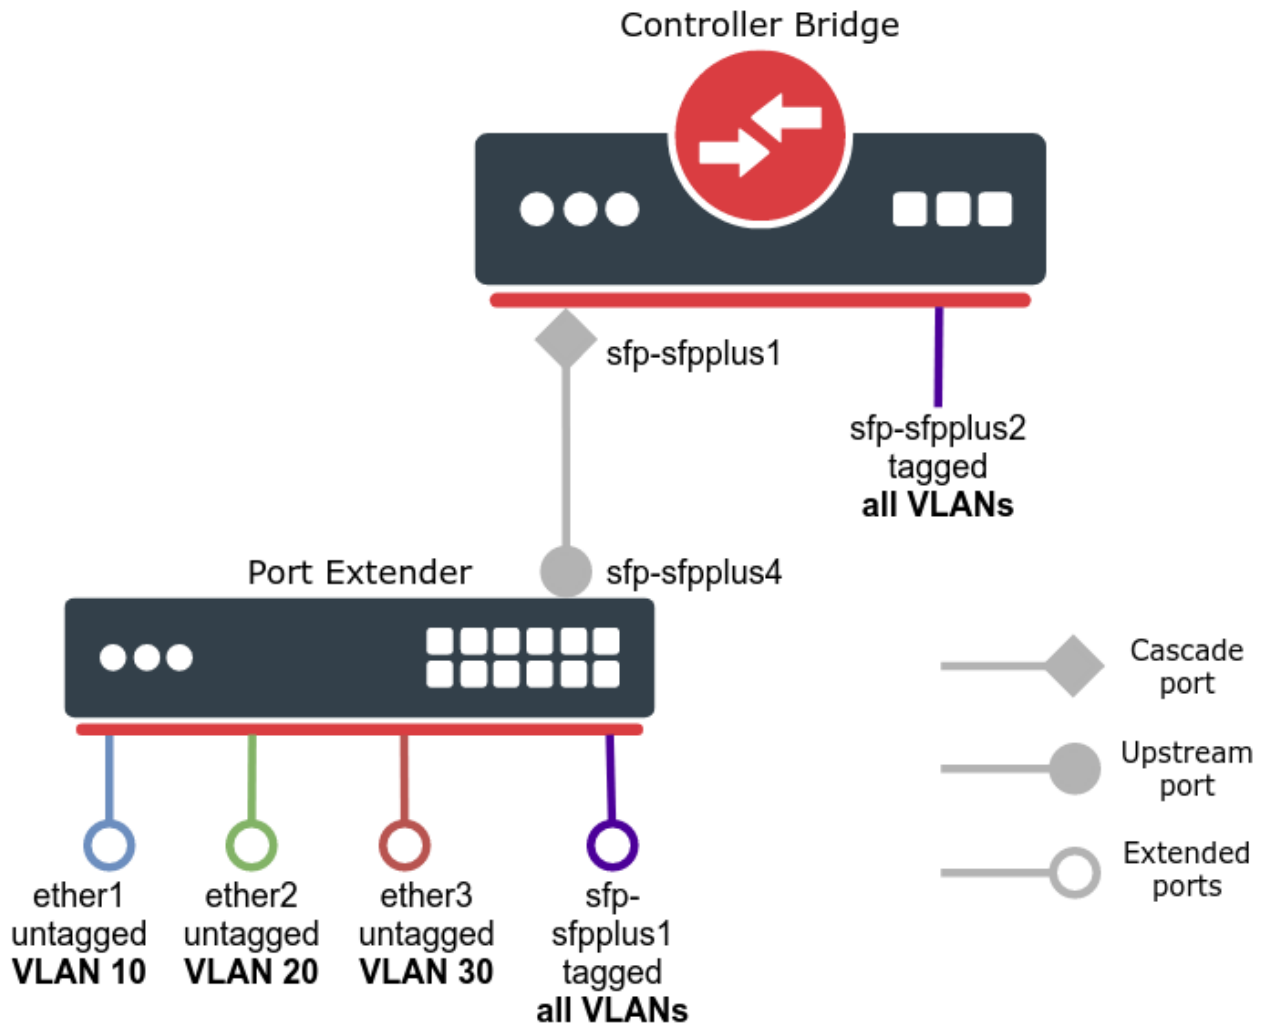 Controller Bridge
sfp-sfpplus1
sfp-sfpplus2
tagged
all VLANs
Port Extender
sfp-sfpplus4
Cascade
port
Upstream
port
Extended
ports
ether1
untagged
VLAN 10
ether2
untagged
VLAN 20
ether3
untagged
VLAN 30
sfp-
sfpplus1
tagged
all VLANs